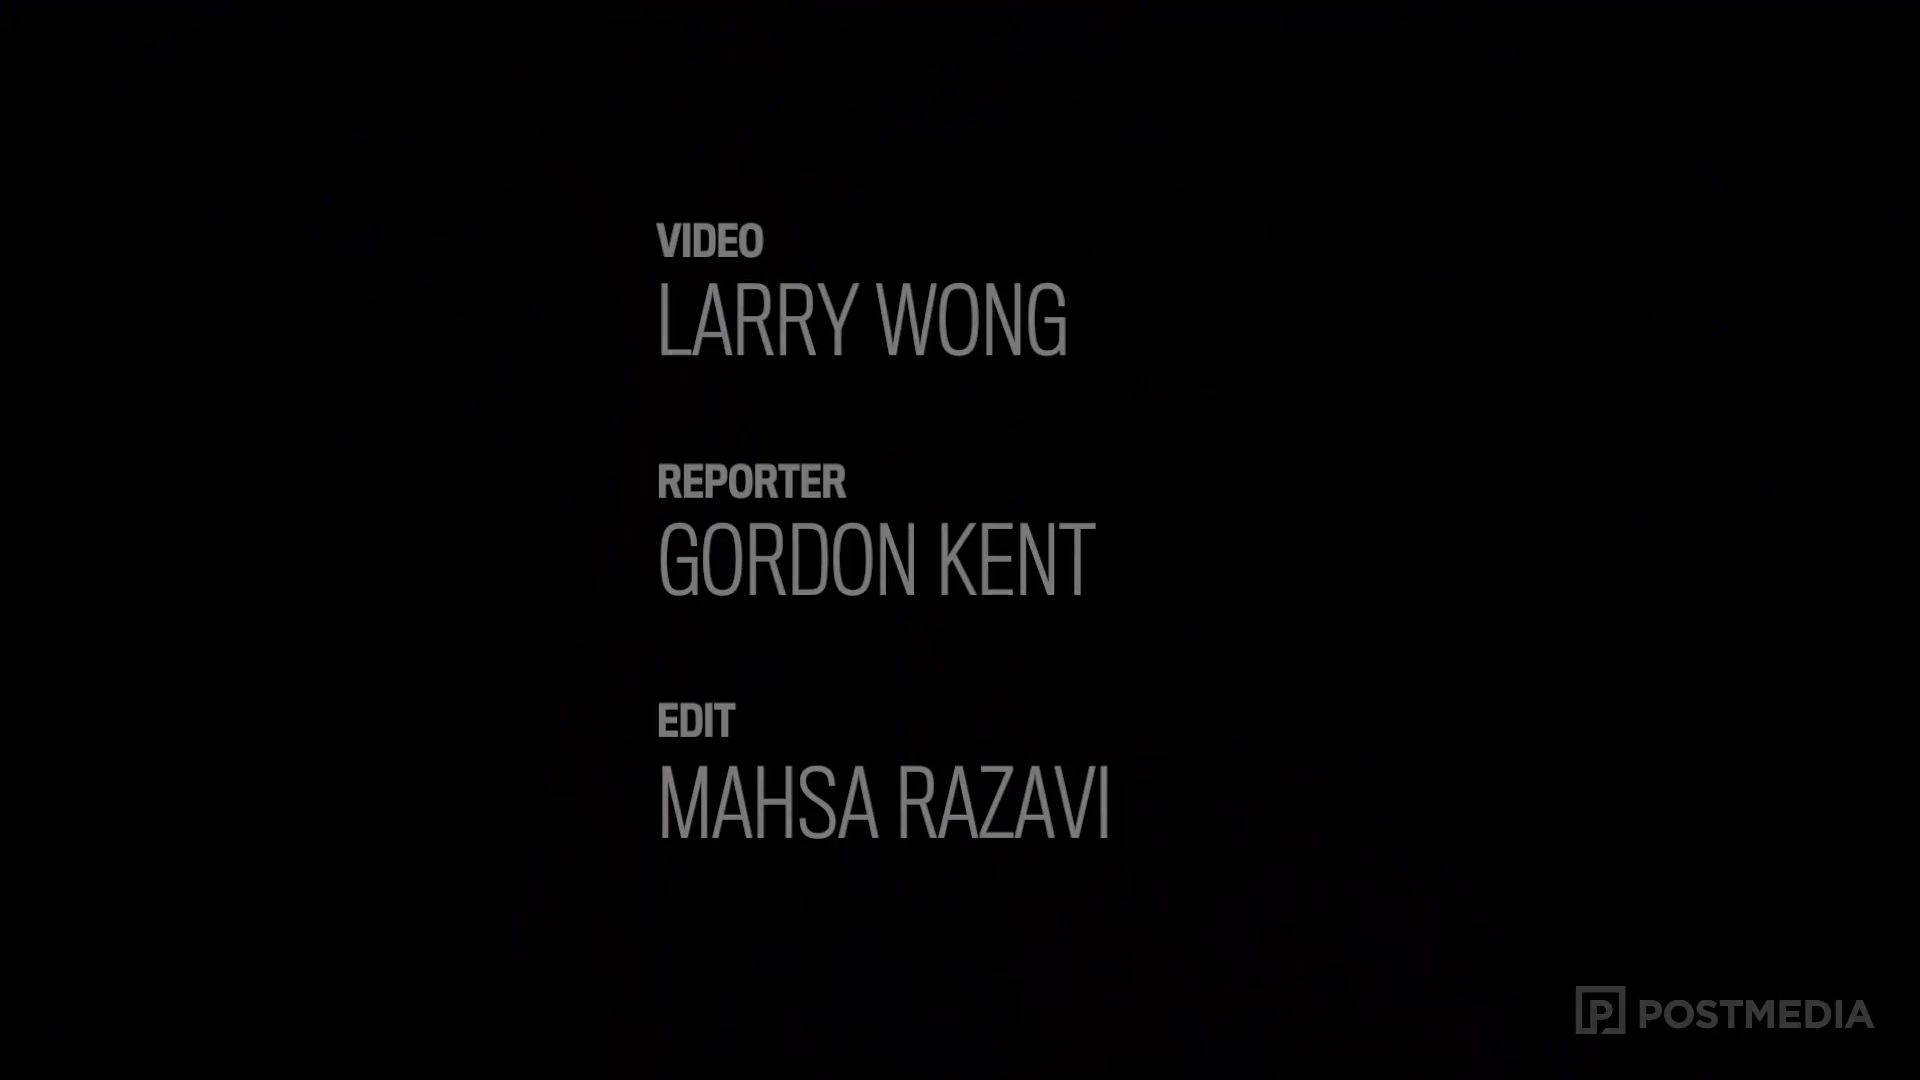 VIDEO
LARRY WONG
REPORTER
GORDON KENT
EDIT
MAHSA RAZAVI
POSTMEDIA